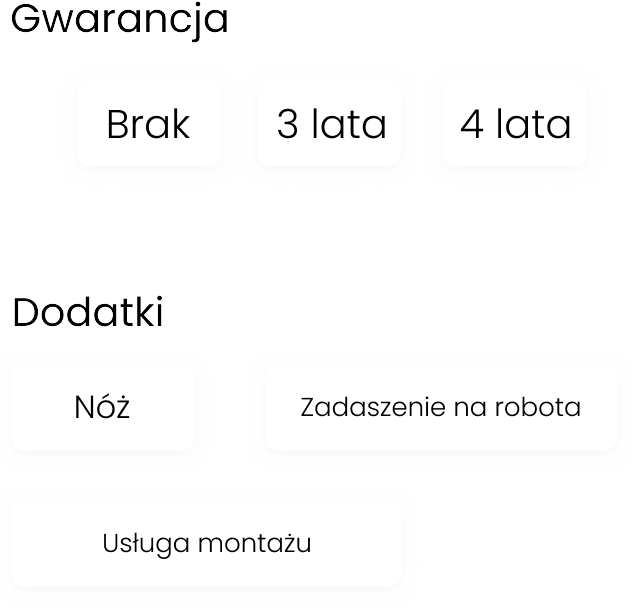 Gwarancja
Brak 3 lata 4 lata
Dodatki
Nóż Zadaszenie na robota
Usługa montażu